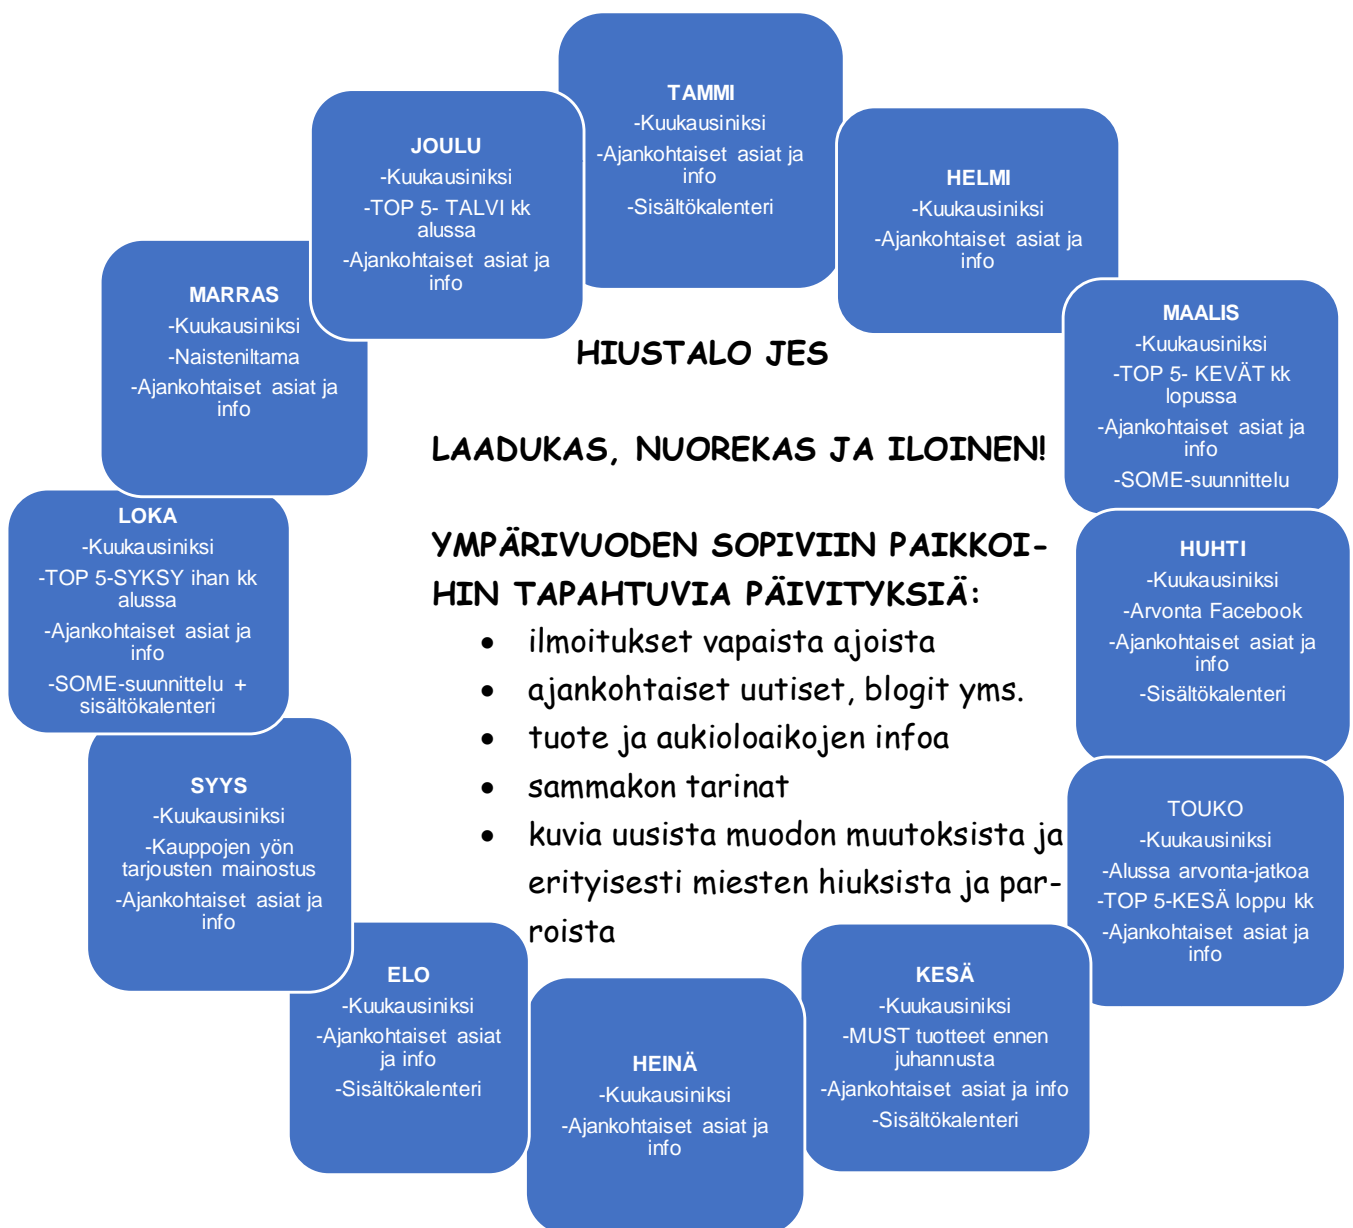 TAMMI
-Kuukausiniksi
-Ajankohtaiset asiat ja
info
-Sisältökalenteri
HELMI
-Kuukausiniksi
-Ajankohtaiset asiat ja
info
MAALIS
-Kuukausiniksi
-TOP 5- KEVÄT kk
lopussa
-Ajankohtaiset asiat ja
info
-SOME-suunnittelu
HUHTI
-Kuukausiniksi
-Arvonta Facebook
-Ajankohtaiset asiat ja
info
-Sisältökalenteri
TOUKO
-Kuukausiniksi
-Alussa arvonta-jatkoa
-TOP 5-KESÄ loppu kk
-Ajankohtaiset asiat ja
info
KESÄ
-Kuukausiniksi
-MUST tuotteet ennen
juhannusta
-Ajankohtaiset asiat ja info
-Sisältökalenteri
HEINÄ
-Kuukausiniksi
-Ajankohtaiset asiat ja
info
ELO
-Kuukausiniksi
-Ajankohtaiset asiat
ja info
-Sisältökalenteri
SYYS
-Kuukausiniksi
-Kauppojen yön
tarjousten mainostus
-Ajankohtaiset asiat ja
info
LOKA
-Kuukausiniksi
-TOP 5-SYKSY ihan kk
alussa
-Ajankohtaiset asiat ja
info
-SOME-suunnittelu +
sisältökalenteri
MARRAS
-Kuukausiniksi
-Naisteniltama
-Ajankohtaiset asiat ja
info
JOULU
-Kuukausiniksi
-TOP 5- TALVI kk
alussa
-Ajankohtaiset asiat ja
info
HIUSTALO JES
LAADUKAS, NUOREKAS JA ILOINEN!
YMPÄRIVUODEN SOPIVIIN PAIKKOI-
HIN TAPAHTUVIA PÄIVITYKSIÄ:
• ilmoitukset vapaista ajoista
• ajankohtaiset uutiset, blogit yms.
• tuote ja aukioloaikojen infoa
• sammakon tarinat
• kuvia uusista muodon muutoksista ja
erityisesti miesten hiuksista ja par-
roista